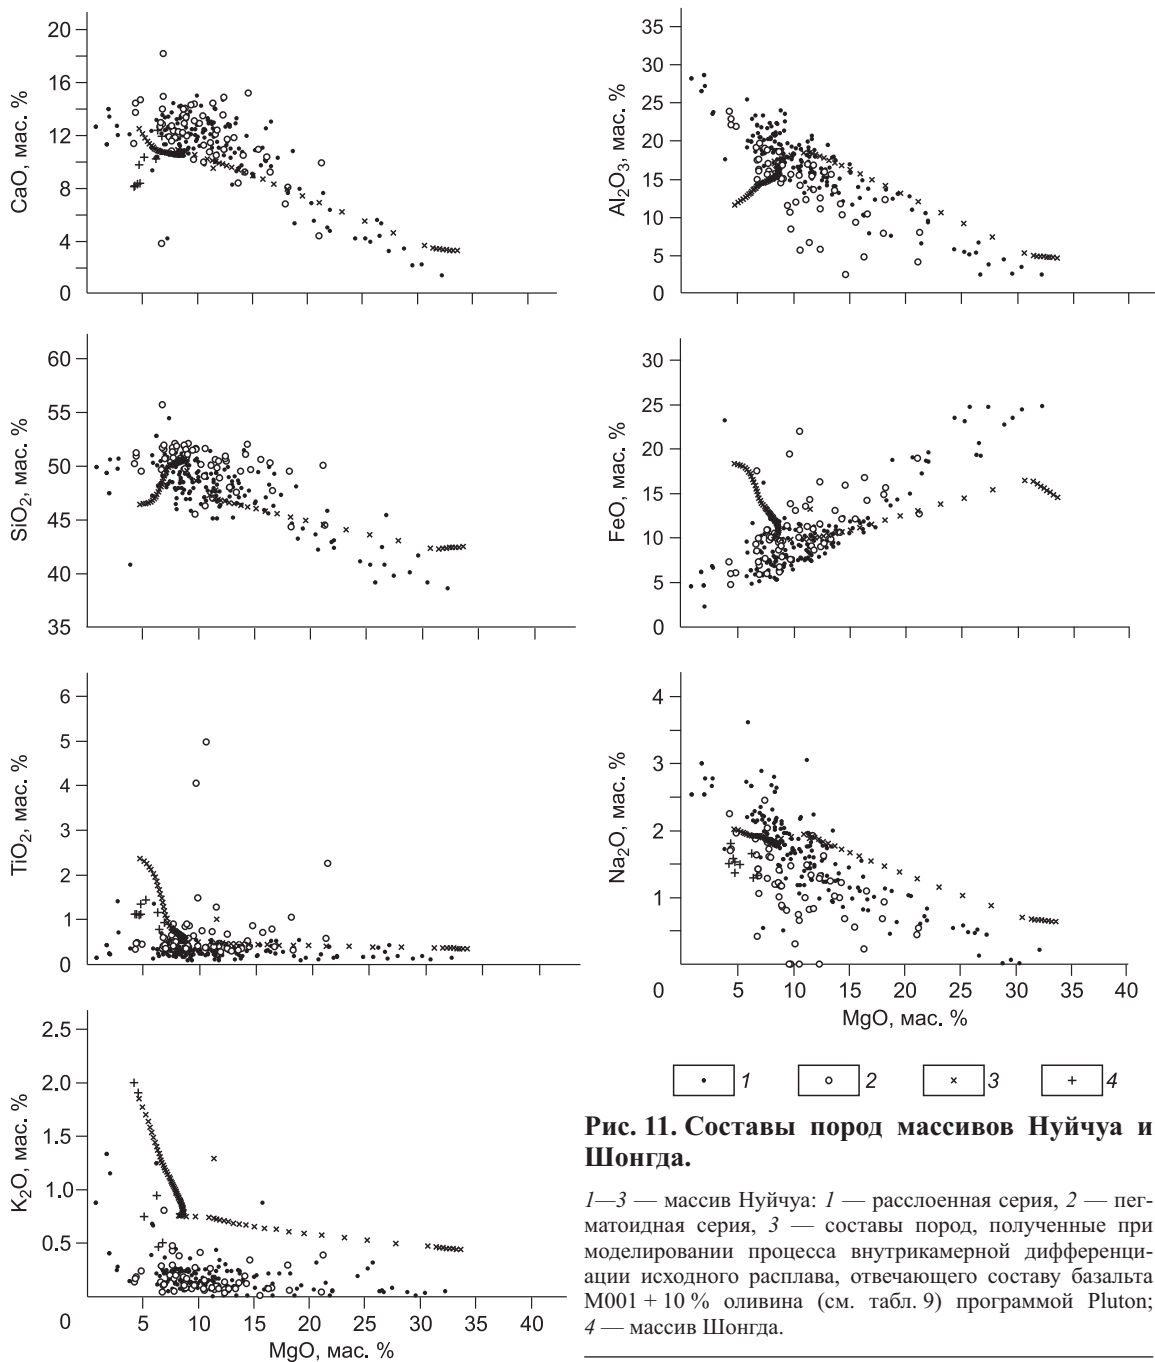 20
16
12
8
4
0
CaO, мас. %
35
30
25
20
15
10
5
0
Al₂O₃, мас. %
60
55
50
45
40
35
SiO₂, мас. %
30
25
20
15
10
5
0
FeO, мас. %
6
5
4
3
2
1
0
TiO₂, мас. %
4
3
2
1
Na₂O, мас. %
0 5 10 15 20 25 30 35 40
MgO, мас. %
2.5
2.0
1.5
1.0
0.5
K₂O, мас. %
0 5 10 15 20 25 30 35 40
MgO, мас. %
1 2 3 4
Рис. 11. Составы пород массивов Нуйчуа и
Шонгда.
1—3 — массив Нуйчуа: 1 — расслоенная серия, 2 — пег-
матоидная серия, 3 — составы пород, полученные при
моделировании процесса внутрикамерной дифференци-
ации исходного расплава, отвечающего составу базальта
М001 + 10 % оливина (см. табл. 9) программой Pluton;
4 — массив Шонгда.